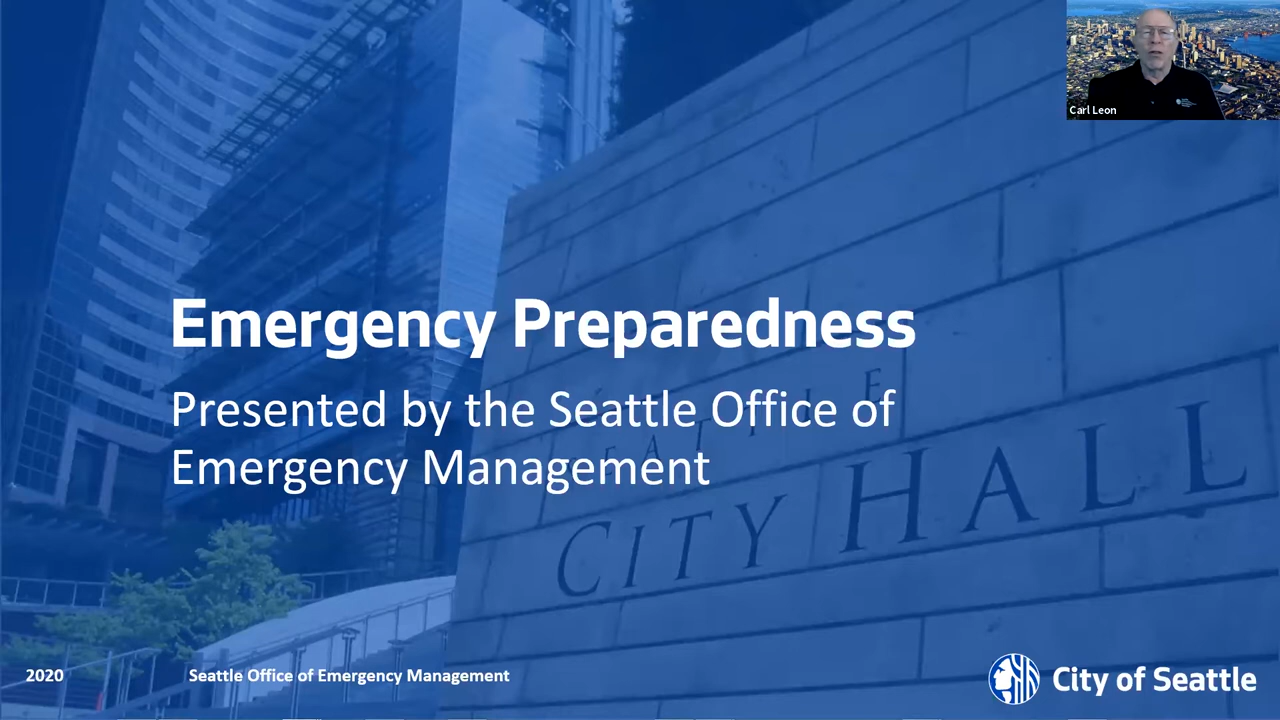 Carl Leon
Emergency Preparedness
Presented by the Seattle Office of
Emergency Management
SEATTLE
CITY HALL
2020
Seattle Office of Emergency Management
City of Seattle